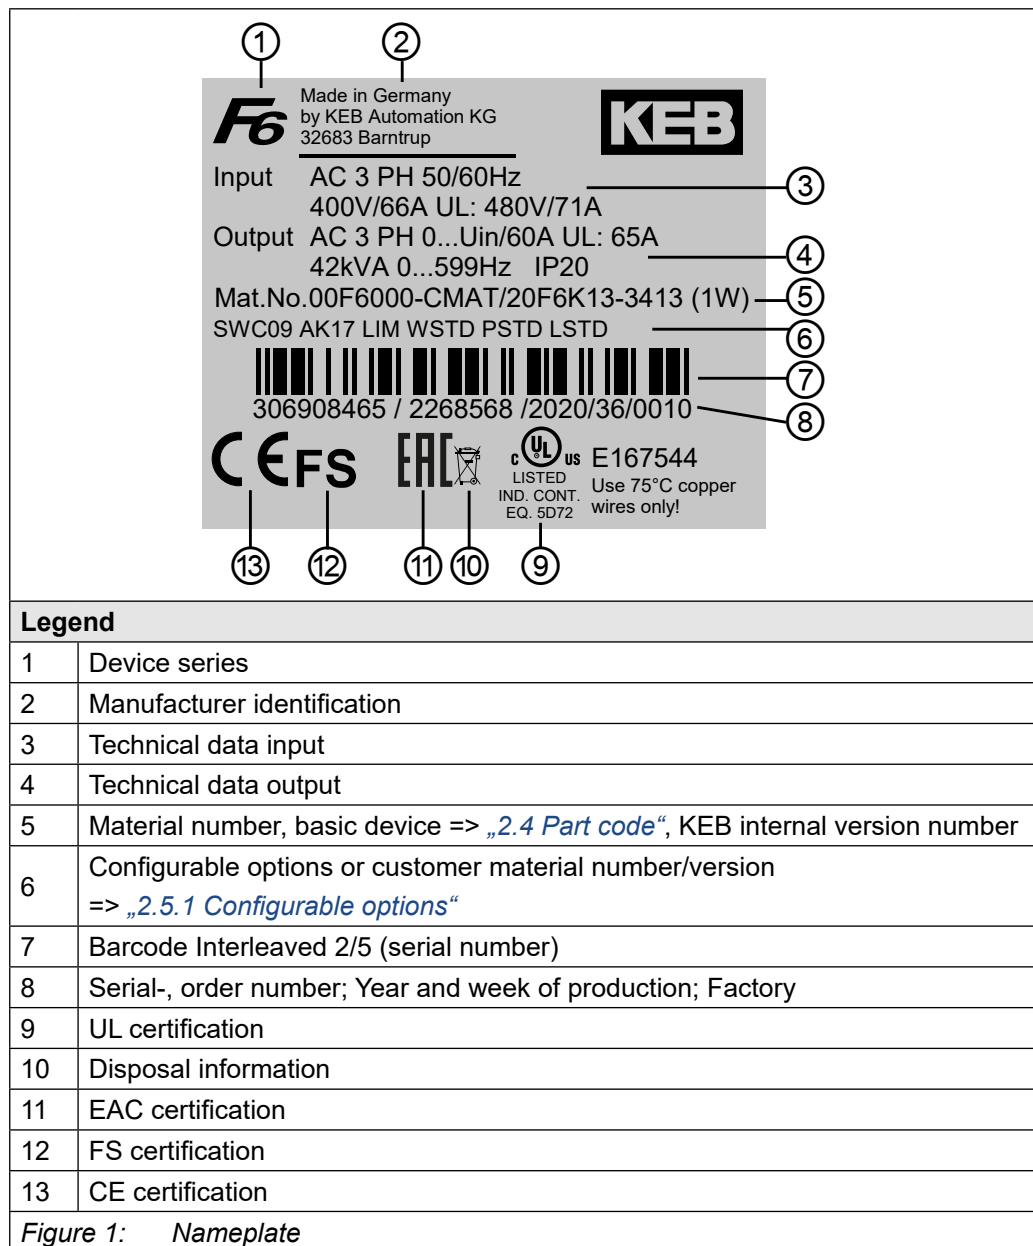 1 2
F6
Made in Germany
by KEB Automation KG
32683 Barntrup
KEB
Input AC 3 PH 50/60Hz
400V/66A UL: 480V/71A
3
Output AC 3 PH 0...Uin/60A UL: 65A
42kVA 0...599Hz IP20
4
Mat.No.00F6000-CMAT/20F6K13-3413 (1W)
5
SWC09 AK17 LIM WSTD PSTD LSTD
6
7
306908465 / 2268568 /2020/36/0010
8
CE FS EAC
C UL US
LISTED
IND. CONT.
EQ. 5D72
E167544
Use 75°C copper
wires only!
13 12 11 10 9
Legend
1 Device series
2 Manufacturer identification
3 Technical data input
4 Technical data output
5 Material number, basic device => „2.4 Part code“, KEB internal version number
6 Configurable options or customer material number/version
=> „2.5.1 Configurable options“
7 Barcode Interleaved 2/5 (serial number)
8 Serial-, order number; Year and week of production; Factory
9 UL certification
10 Disposal information
11 EAC certification
12 FS certification
13 CE certification
Figure 1: Nameplate